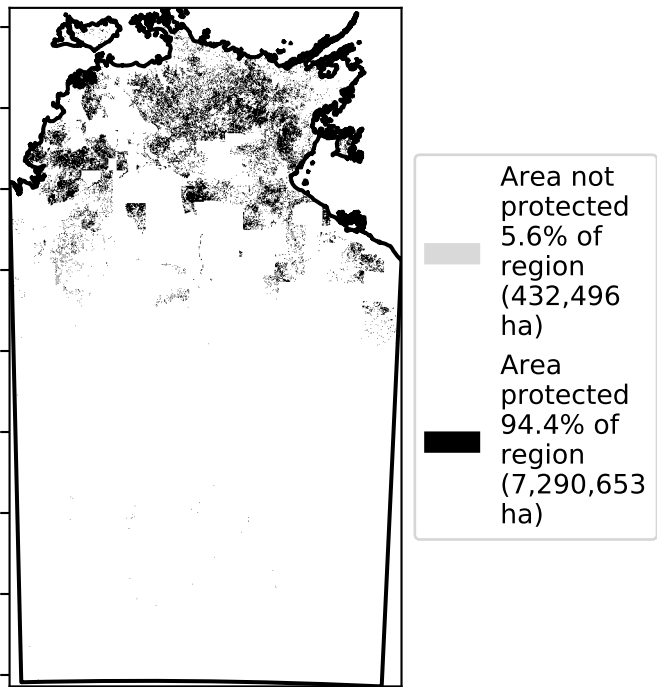 Area not
protected
5.6% of
region
(432,496
ha)
Area
protected
94.4% of
region
(7,290,653
ha)